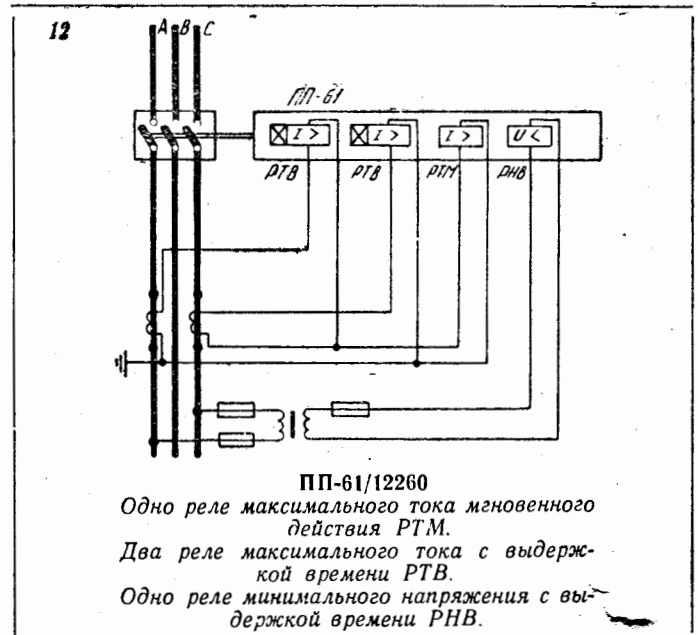 12
A B C
ПП-61
I > I > I > U <
РТВ РТВ РТМ РНВ
ПП-61/12260
Одно реле максимального тока мгновенного
действия РТМ.
Два реле максимального тока с выдерж-
кой времени РТВ.
Одно реле минимального напряжения с вы-
держкой времени РНВ.